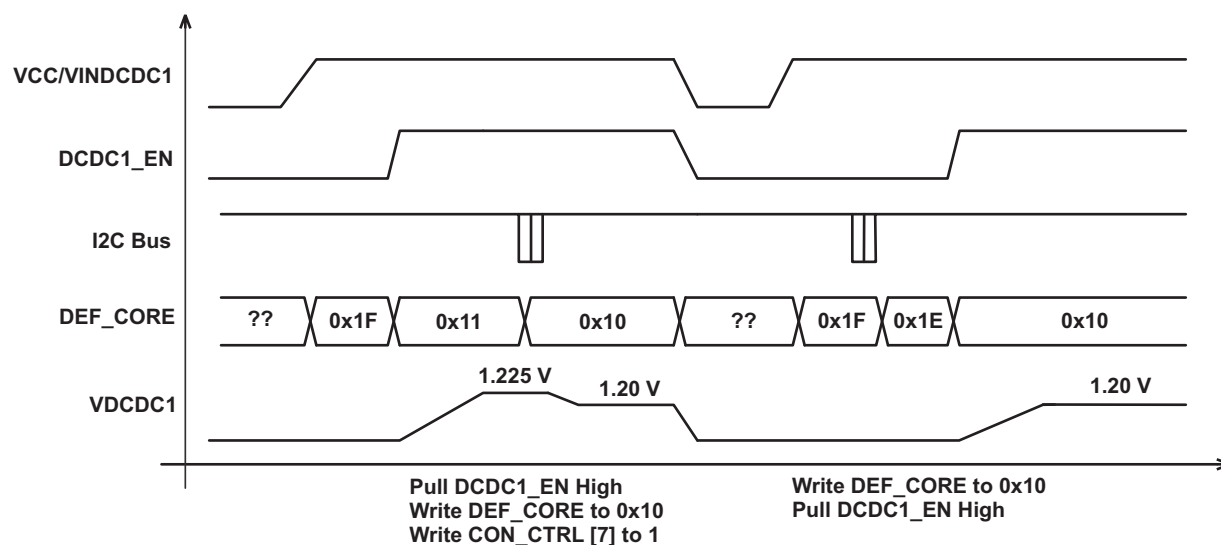 VCC/VINDCDC1
DCDC1_EN
I2C Bus
DEF_CORE ?? 0x1F 0x11 0x10 ?? 0x1F 0x1E 0x10
1.225 V 1.20 V 1.20 V
VDCDC1
Pull DCDC1_EN High
Write DEF_CORE to 0x10
Write CON_CTRL [7] to 1
Write DEF_CORE to 0x10
Pull DCDC1_EN High